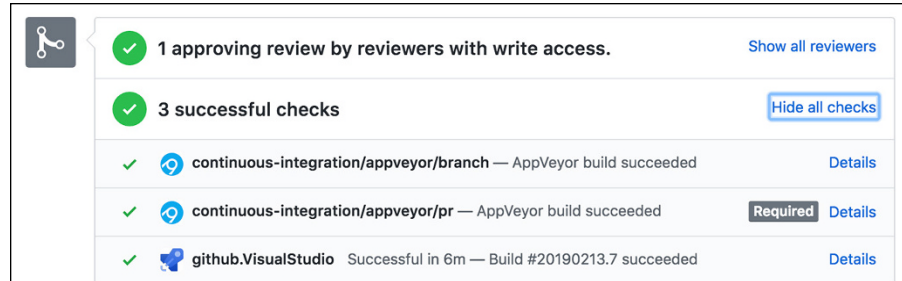 1 approving review by reviewers with write access. Show all reviewers
3 successful checks Hide all checks
continuous-integration/appveyor/branch — AppVeyor build succeeded Details
continuous-integration/appveyor/pr — AppVeyor build succeeded Required Details
github.VisualStudio Successful in 6m — Build #20190213.7 succeeded Details